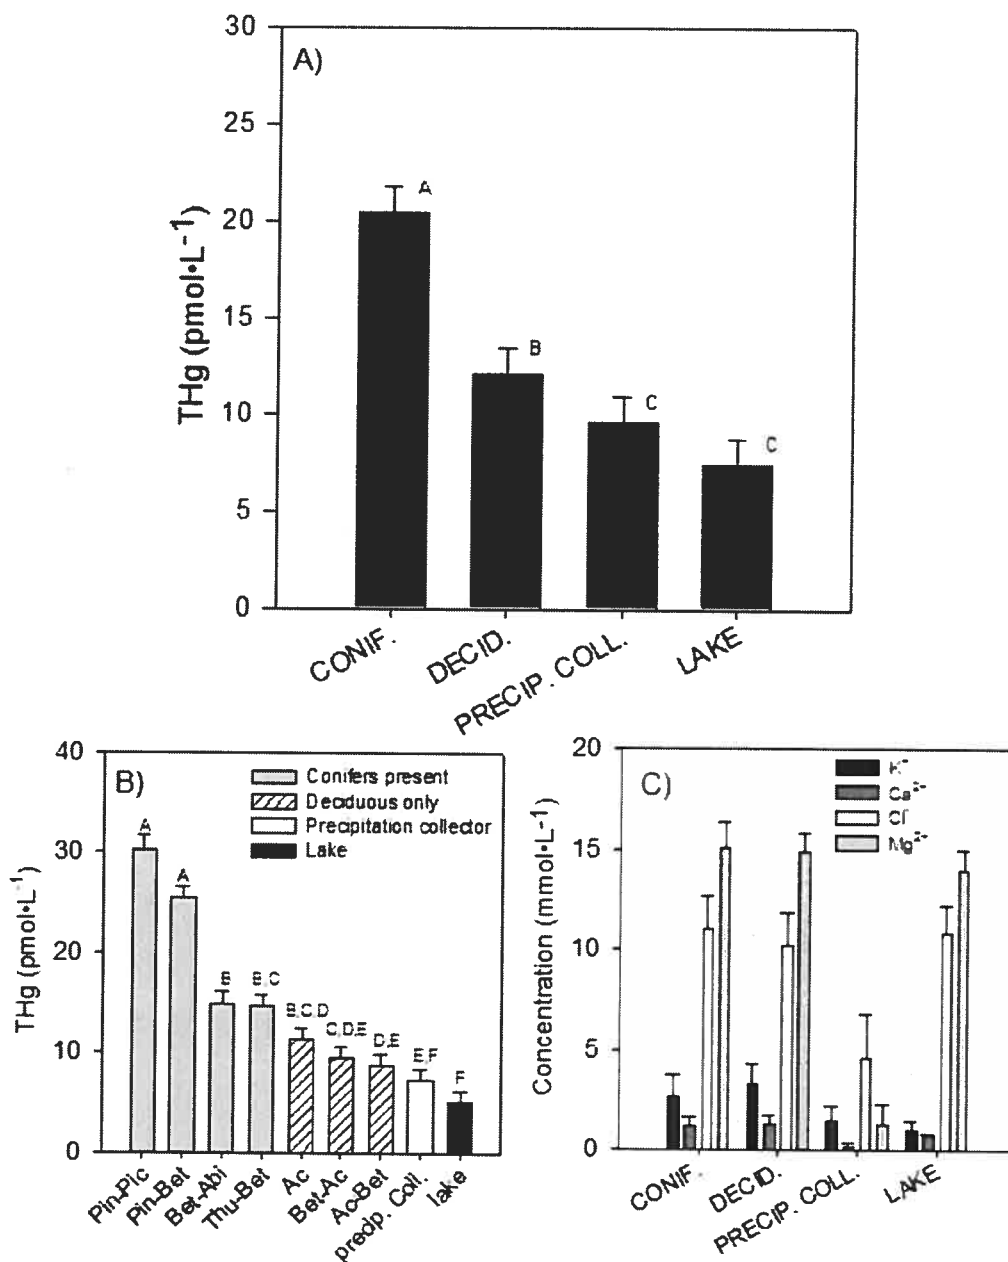 A)
30
25
20
15
10
5
0
THg (pmol•L-1)
A
B
C
C
CONIF.
DECID.
PRECIP. COLL.
LAKE
B)
40
30
20
10
0
THg (pmol•L-1)
Conifers present
Deciduous only
Precipitation collector
Lake
A
A
B
B,C
B,C,D
C,D,E
D,E
E,F
F
Pin-Pic
Pin-Bet
Bet-Abi
Thu-Bet
Ac
Bet-Ac
Ac-Bet
precip. Coll.
lake
C)
20
15
10
5
0
Concentration (mmol•L-1)
K+
Ca2+
Cl-
Mg2+
CONIF.
DECID.
PRECIP. COLL.
LAKE